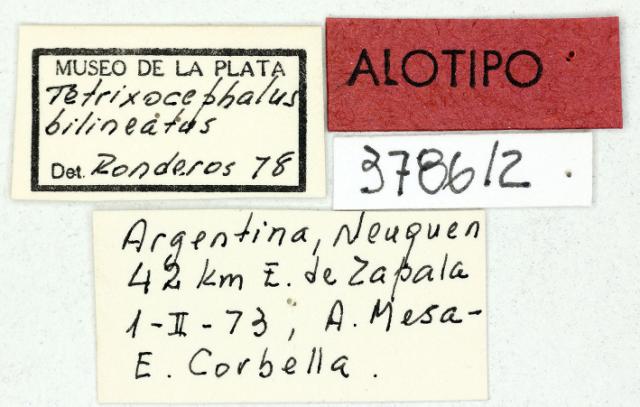 MUSEO DE LA PLATA
Tetrixocephalus
bilineatus
Det. Ronderos 78
ALOTIPO
3786/2
Argentina, Neuquen
42 km E. de Zapala
1-II-73, A. Mesa-
E. Corbella.